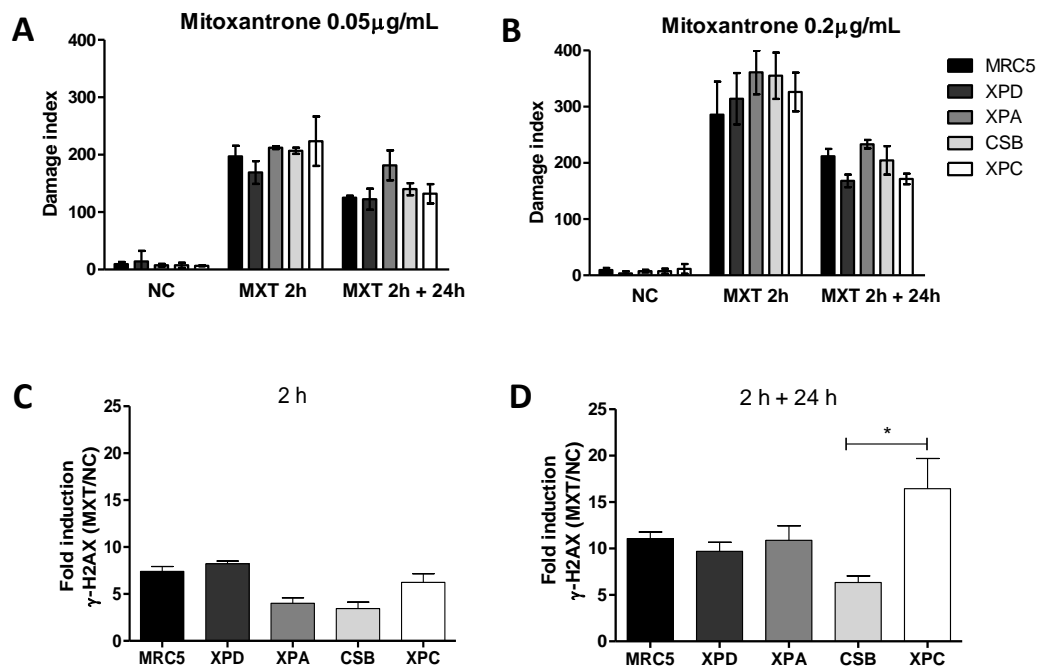 A
Mitoxantrone 0.05µg/mL
Damage index
400
300
200
100
0
NC
MXT 2h
MXT 2h + 24h
B
Mitoxantrone 0.2µg/mL
Damage index
400
300
200
100
0
NC
MXT 2h
MXT 2h + 24h
MRC5
XPD
XPA
CSB
XPC
C
2 h
Fold induction
γ-H2AX (MXT/NC)
25
20
15
10
5
0
MRC5
XPD
XPA
CSB
XPC
D
2 h + 24 h
Fold induction
γ-H2AX (MXT/NC)
25
20
15
10
5
0
*
MRC5
XPD
XPA
CSB
XPC